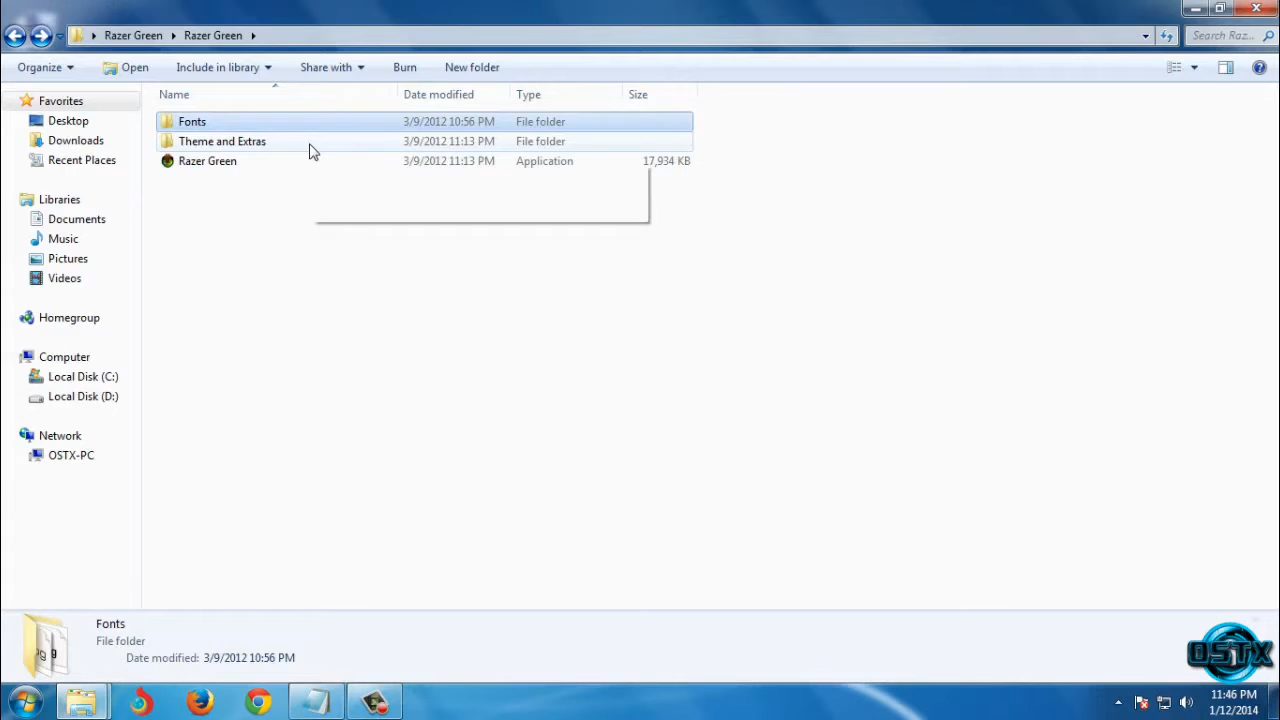 Razer Green Razer Green
Search Raz...
Organize Open Include in library Share with Burn New folder
Name Date modified Type Size
Favorites
Desktop
Downloads
Recent Places
Libraries
Documents
Music
Pictures
Videos
Homegroup
Computer
Local Disk (C:)
Local Disk (D:)
Network
OSTX-PC
Fonts 3/9/2012 10:56 PM File folder
Theme and Extras 3/9/2012 11:13 PM File folder
Razer Green 3/9/2012 11:13 PM Application 17,934 KB
Fonts
File folder
Date modified: 3/9/2012 10:56 PM
OSTX
11:46 PM
1/12/2014